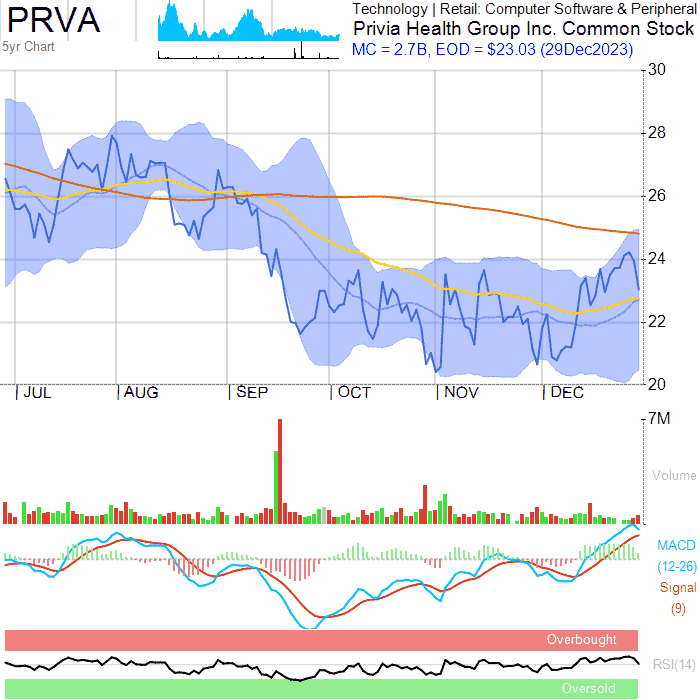 PRVA
5yr Chart
Technology | Retail: Computer Software & Peripheral
Privia Health Group Inc. Common Stock
MC = 2.7B, EOD = $23.03 (29Dec2023)
30
28
26
24
22
20
JUL AUG SEP OCT NOV DEC
7M
Volume
MACD
(12-26)
Signal
(9)
Overbought
RSI(14)
Oversold